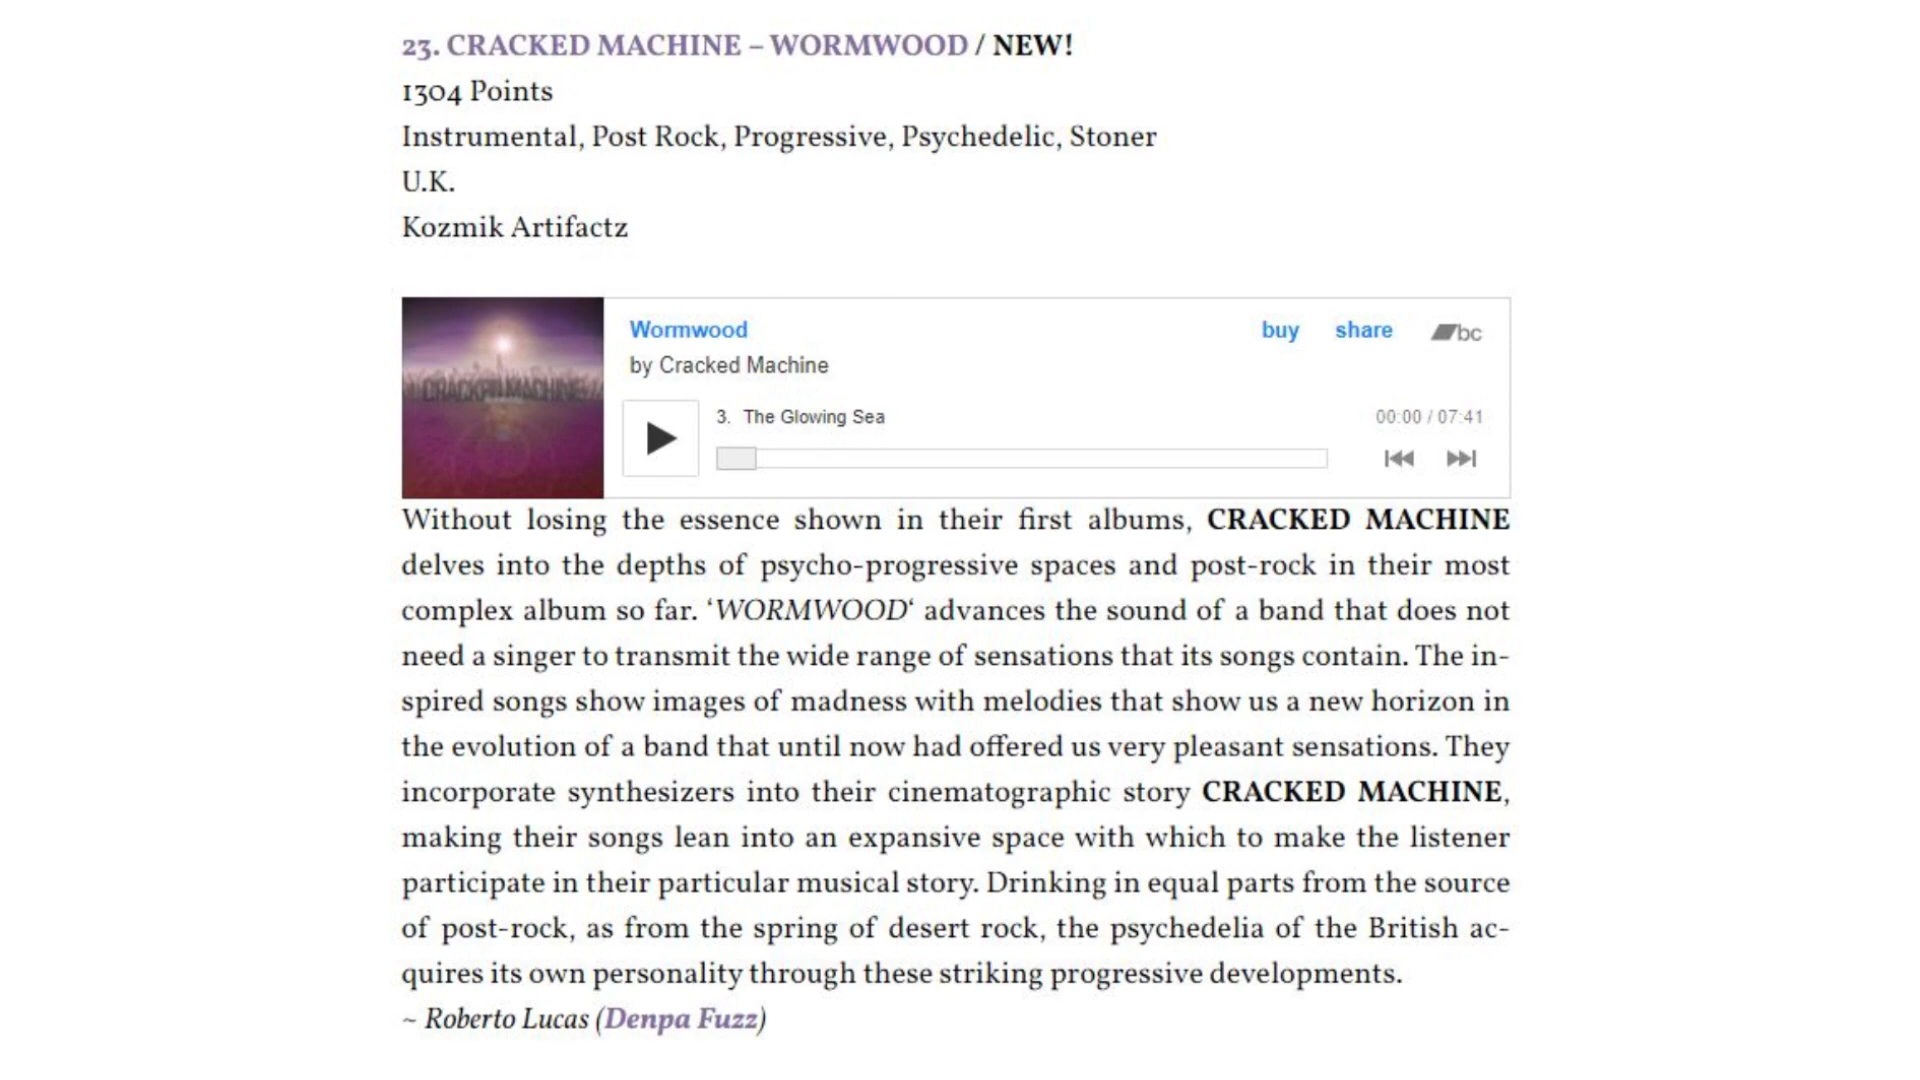 23. CRACKED MACHINE – WORMWOOD / NEW!
1304 Points
Instrumental, Post Rock, Progressive, Psychedelic, Stoner
U.K.
Kozmik Artifactz
CRACKED MACHINE
Wormwood
buy share bc
by Cracked Machine
3. The Glowing Sea
00:00 / 07:41
Without losing the essence shown in their first albums, CRACKED MACHINE
delves into the depths of psycho-progressive spaces and post-rock in their most
complex album so far. ‘WORMWOOD‘ advances the sound of a band that does not
need a singer to transmit the wide range of sensations that its songs contain. The in-
spired songs show images of madness with melodies that show us a new horizon in
the evolution of a band that until now had offered us very pleasant sensations. They
incorporate synthesizers into their cinematographic story CRACKED MACHINE,
making their songs lean into an expansive space with which to make the listener
participate in their particular musical story. Drinking in equal parts from the source
of post-rock, as from the spring of desert rock, the psychedelia of the British ac-
quires its own personality through these striking progressive developments.
~ Roberto Lucas (Denpa Fuzz)